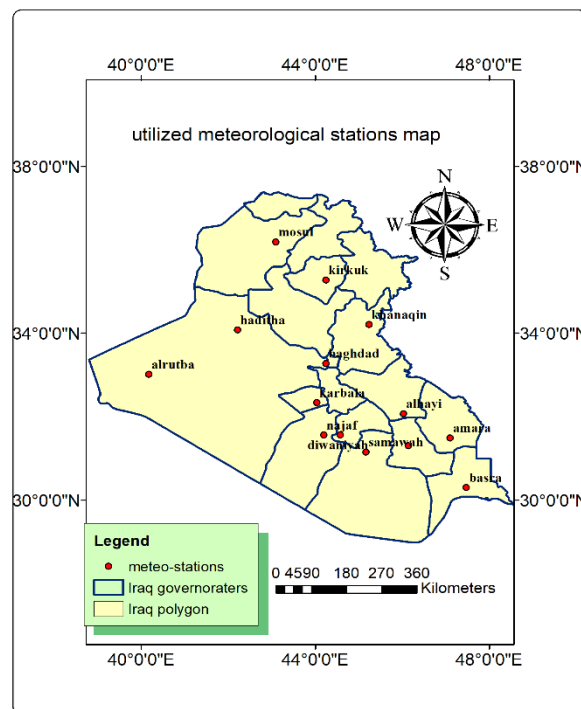 40°0'0"E 44°0'0"E 48°0'0"E
utilized meteorological stations map
38°0'0"N 38°0'0"N
N
W E
S
mosul
kirkuk
khanaqin
34°0'0"N 34°0'0"N
haditha
baghdad
alrutba
karbala
alhayi
najaf
amara
diwaniyah samawah
basra
30°0'0"N 30°0'0"N
Legend
meteo-stations
Iraq governoraters
Iraq polygon
0 4590 180 270 360
Kilometers
40°0'0"E 44°0'0"E 48°0'0"E